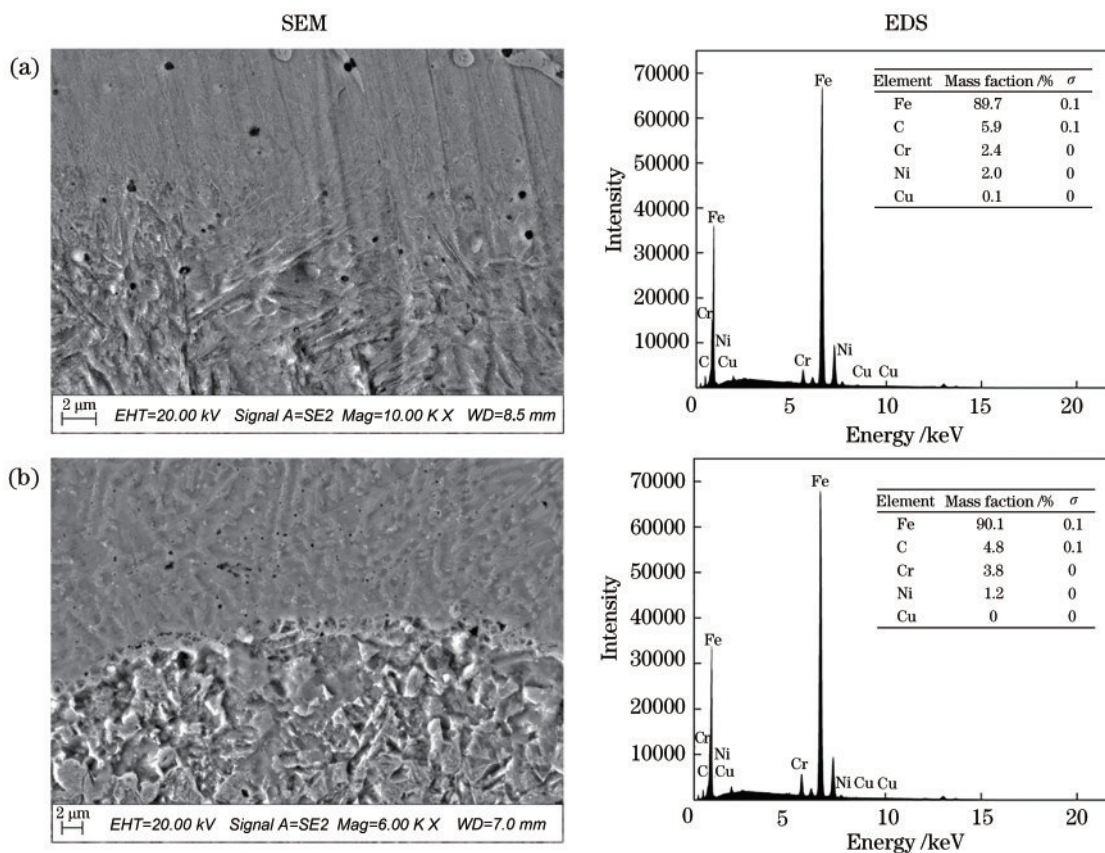 SEM
EDS
(a)
2 μm
EHT=20.00 kV Signal A=SE2 Mag=10.00 K X WD=8.5 mm
70000
60000
50000
40000
30000
20000
10000
0
5
10
15
20
Intensity
Energy /keV
Fe
Fe
Cr
Ni
C
Cu
Cr
Ni
Cu
Cu
Element Mass faction /% σ
Fe 89.7 0.1
C 5.9 0.1
Cr 2.4 0
Ni 2.0 0
Cu 0.1 0
(b)
2 μm
EHT=20.00 kV Signal A=SE2 Mag=6.00 K X WD=7.0 mm
70000
60000
50000
40000
30000
20000
10000
0
5
10
15
20
Intensity
Energy /keV
Fe
Fe
Cr
Ni
C
Cu
Cr
Ni Cu Cu
Element Mass faction /% σ
Fe 90.1 0.1
C 4.8 0.1
Cr 3.8 0
Ni 1.2 0
Cu 0 0